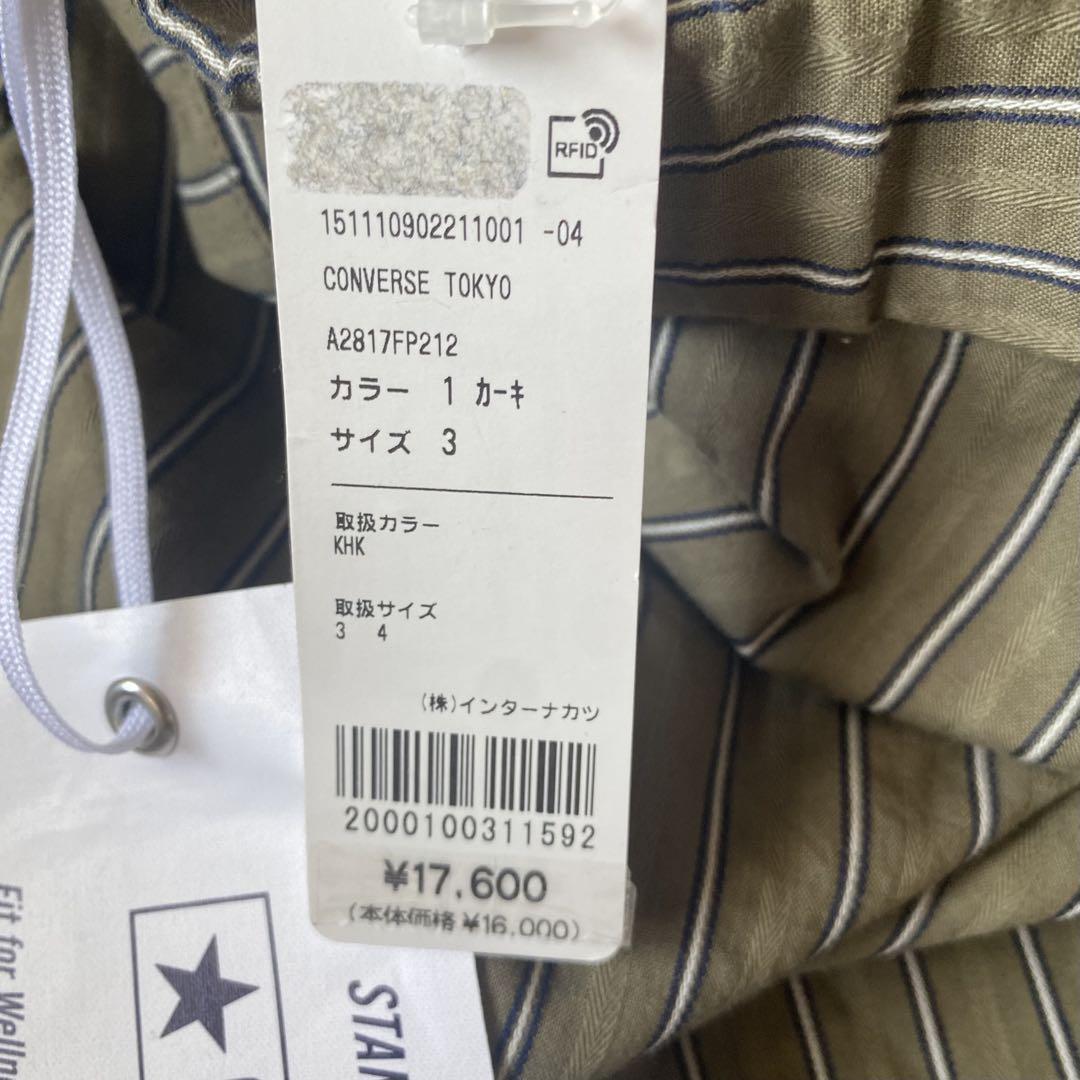 RFID
151110902211001 -04
CONVERSE TOKYO
A2817FP212
カラー 1 カーキ
サイズ 3
取扱カラー
KHK
取扱サイズ
3 4
(株)インターナカツ
2000100311592
¥17,600
(本体価格 ¥16,000)
Fit for